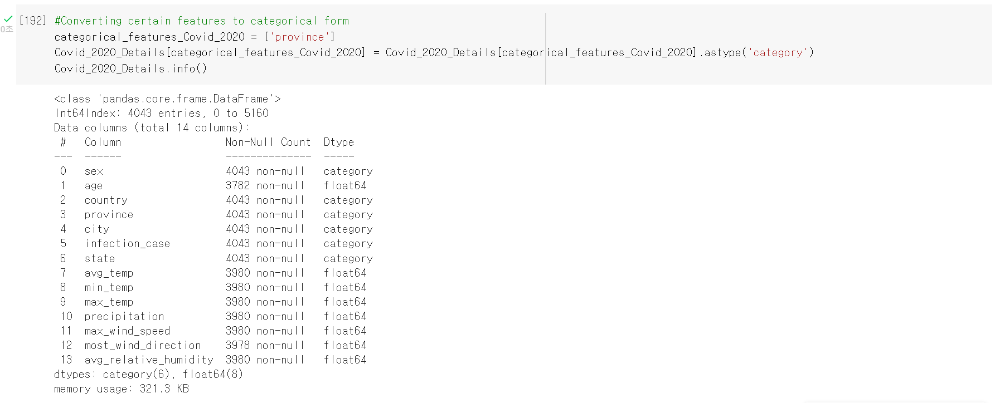 [192] #Converting certain features to categorical form
0초 categorical_features_Covid_2020 = ['province']
Covid_2020_Details[categorical_features_Covid_2020] = Covid_2020_Details[categorical_features_Covid_2020].astype('category')
Covid_2020_Details.info()
<class 'pandas.core.frame.DataFrame'>
Int64Index: 4043 entries, 0 to 5160
Data columns (total 14 columns):
 #   Column                 Non-Null Count  Dtype
---  ------                 --------------  -----
 0   sex                    4043 non-null   category
 1   age                    3782 non-null   float64
 2   country                4043 non-null   category
 3   province               4043 non-null   category
 4   city                   4043 non-null   category
 5   infection_case         4043 non-null   category
 6   state                  4043 non-null   category
 7   avg_temp               3980 non-null   float64
 8   min_temp               3980 non-null   float64
 9   max_temp               3980 non-null   float64
 10  precipitation          3980 non-null   float64
 11  max_wind_speed         3980 non-null   float64
 12  most_wind_direction    3978 non-null   float64
 13  avg_relative_humidity  3980 non-null   float64
dtypes: category(6), float64(8)
memory usage: 321.3 KB